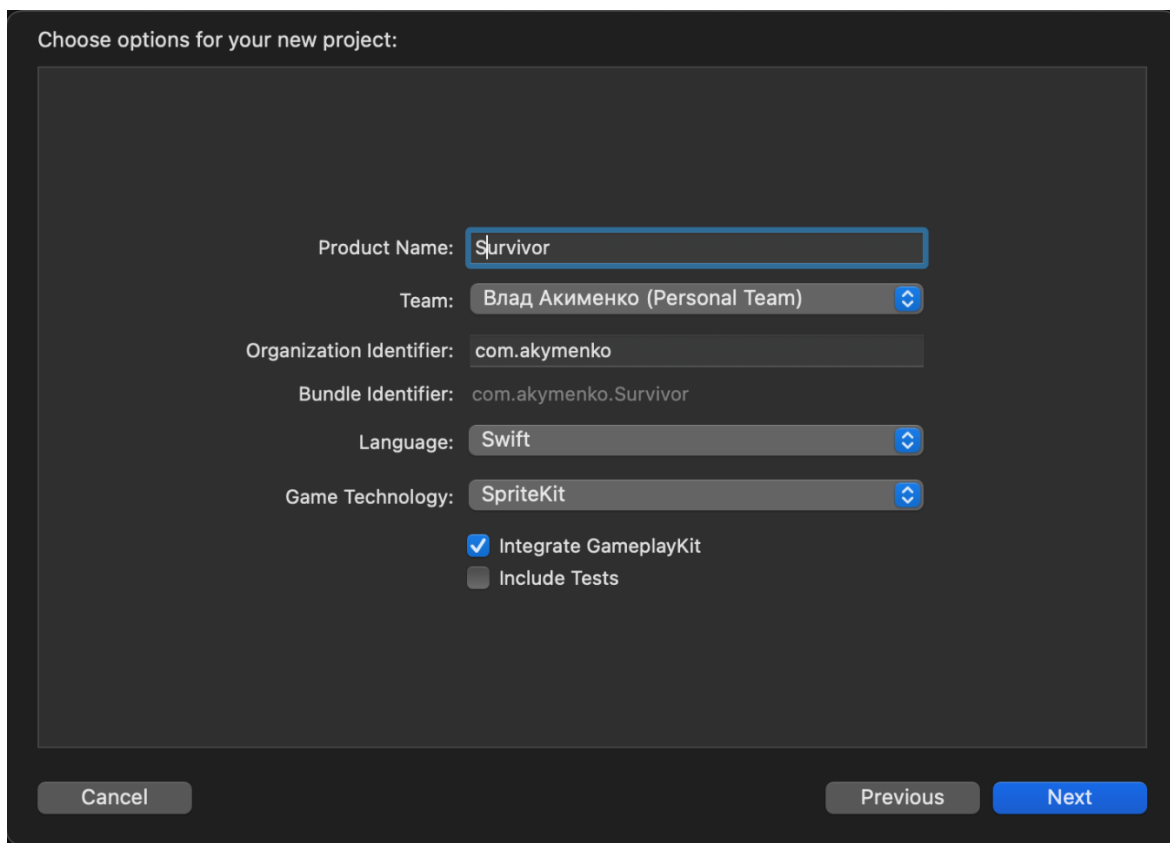 Choose options for your new project:
Product Name: Survivor
Team: Влад Акименко (Personal Team)
Organization Identifier: com.akymenko
Bundle Identifier: com.akymenko.Survivor
Language: Swift
Game Technology: SpriteKit
Integrate GameplayKit
Include Tests
Cancel Previous Next